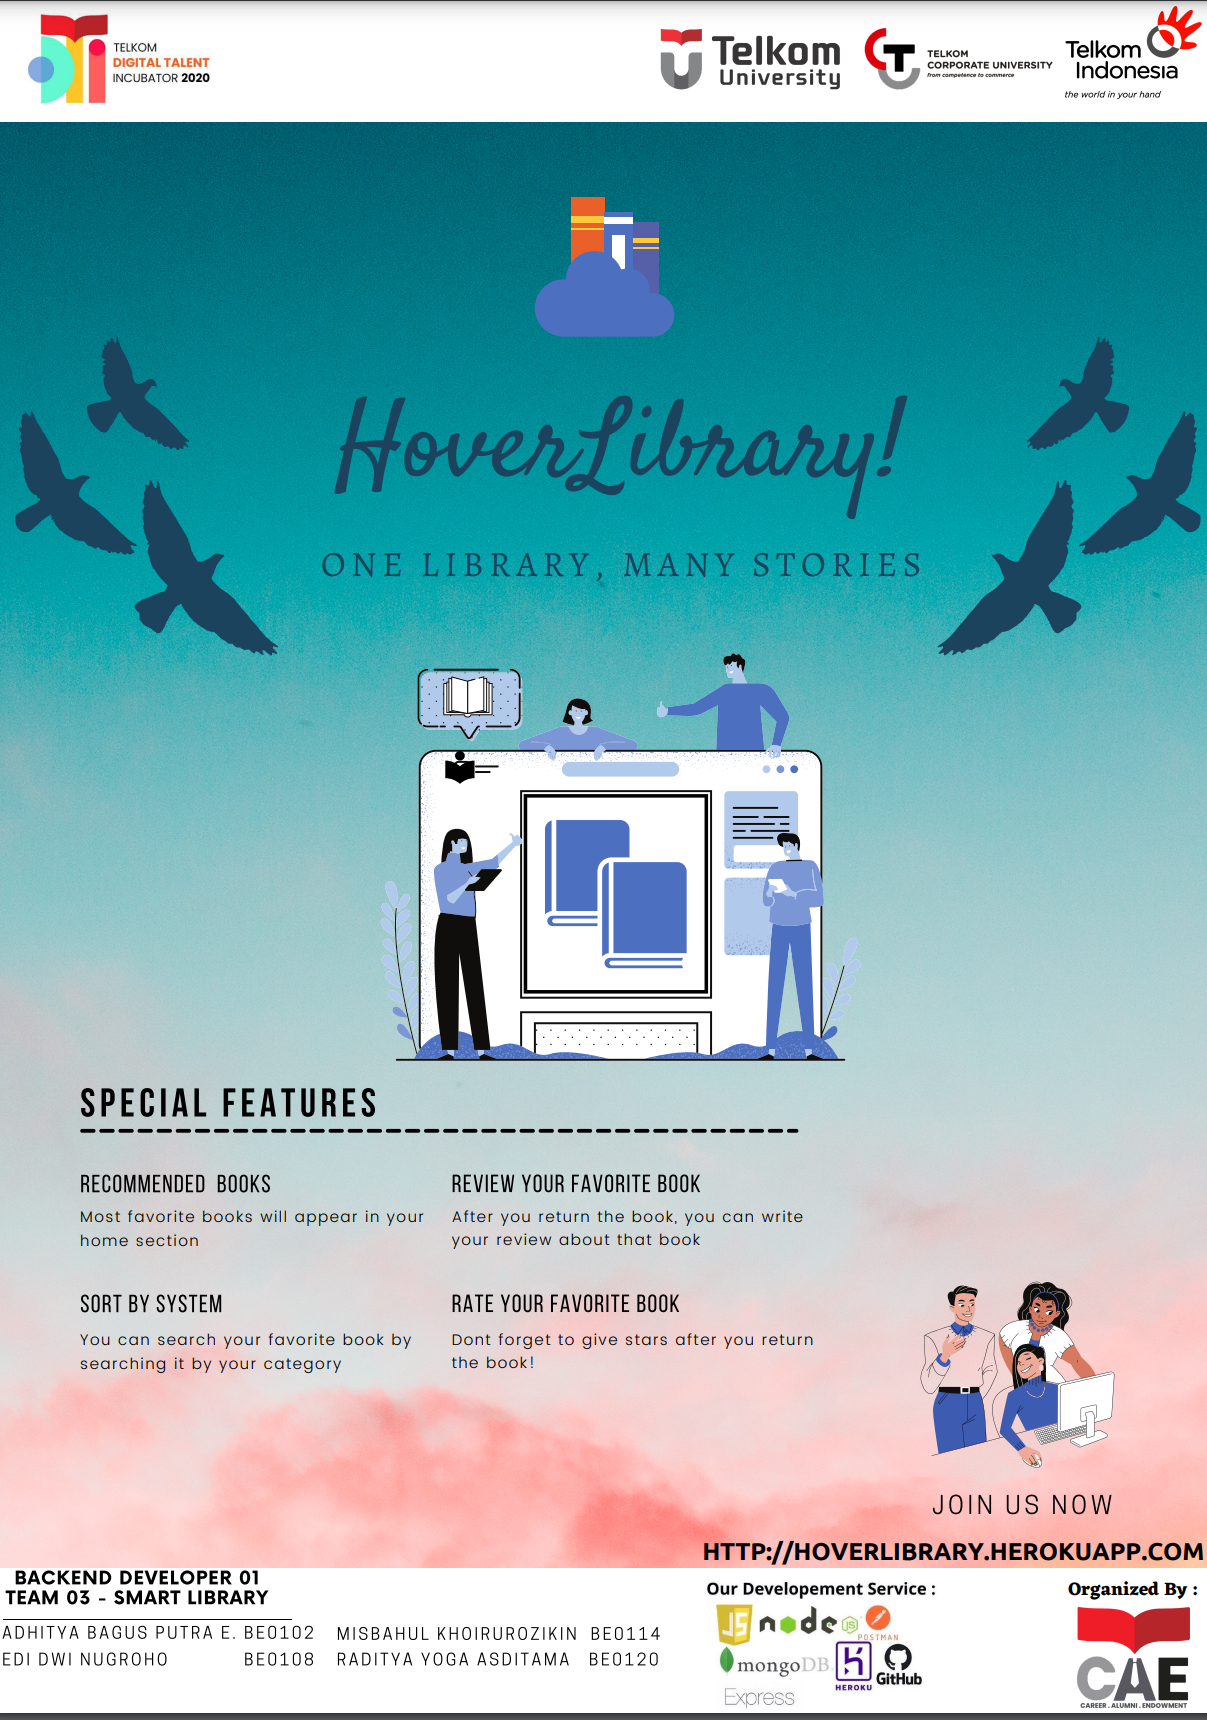 TELKOM
DIGITAL TALENT
INCUBATOR 2020
Telkom
University
TELKOM
CORPORATE UNIVERSITY
from competence to commerce
Telkom
Indonesia
the world in your hand
HoverLibrary!
ONE LIBRARY, MANY STORIES
SPECIAL FEATURES
RECOMMENDED BOOKS
Most favorite books will appear in your
home section
REVIEW YOUR FAVORITE BOOK
After you return the book, you can write
your review about that book
SORT BY SYSTEM
You can search your favorite book by
searching it by your category
RATE YOUR FAVORITE BOOK
Dont forget to give stars after you return
the book!
JOIN US NOW
HTTP://HOVERLIBRARY.HEROKUAPP.COM
BACKEND DEVELOPER 01
TEAM 03 - SMART LIBRARY
ADHITYA BAGUS PUTRA E. BE0102
EDI DWI NUGROHO BE0108
MISBAHUL KHOIRUROZIKIN BE0114
RADITYA YOGA ASDITAMA BE0120
Our Developement Service :
JS
node
JS
POSTMAN
mongoDB
HEROKU
GitHub
Express
Organized By :
CAE
CAREER . ALUMNI . ENDOWMENT